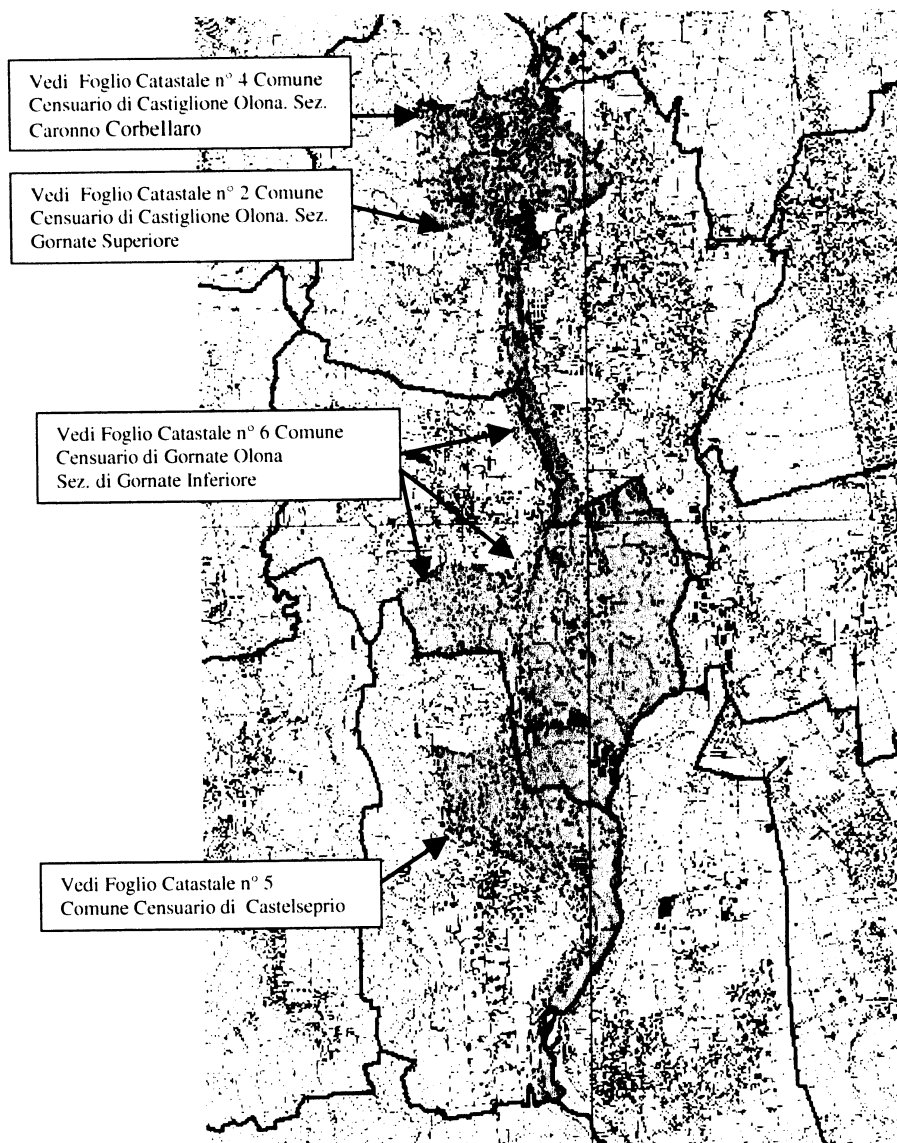 Vedi Foglio Catastale n° 4 Comune
Censuario di Castiglione Olona. Sez.
Caronno Corbellaro
Vedi Foglio Catastale n° 2 Comune
Censuario di Castiglione Olona. Sez.
Gornate Superiore
Vedi Foglio Catastale n° 6 Comune
Censuario di Gornate Olona
Sez. di Gornate Inferiore
Vedi Foglio Catastale n° 5
Comune Censuario di Castelseprio